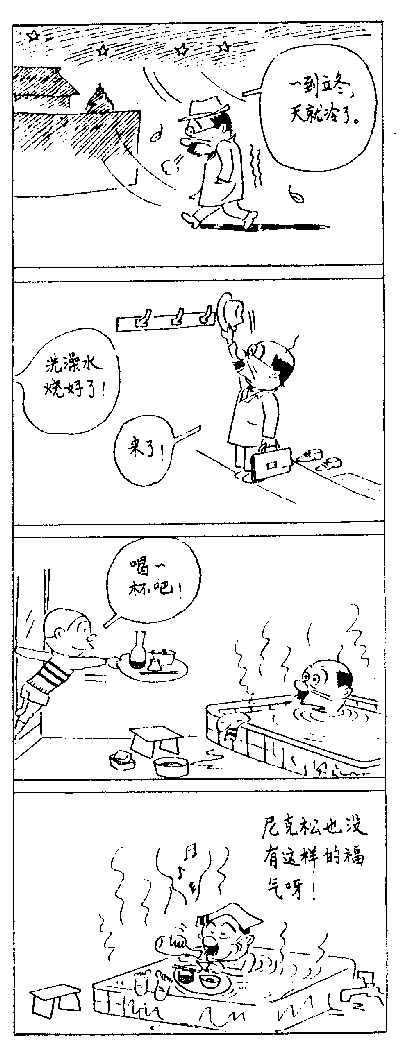 一到立冬，
天就冷了。
洗澡水
烧好了！
来了！
喝一
杯吧！
尼克松也没
有这样的福
气呀！